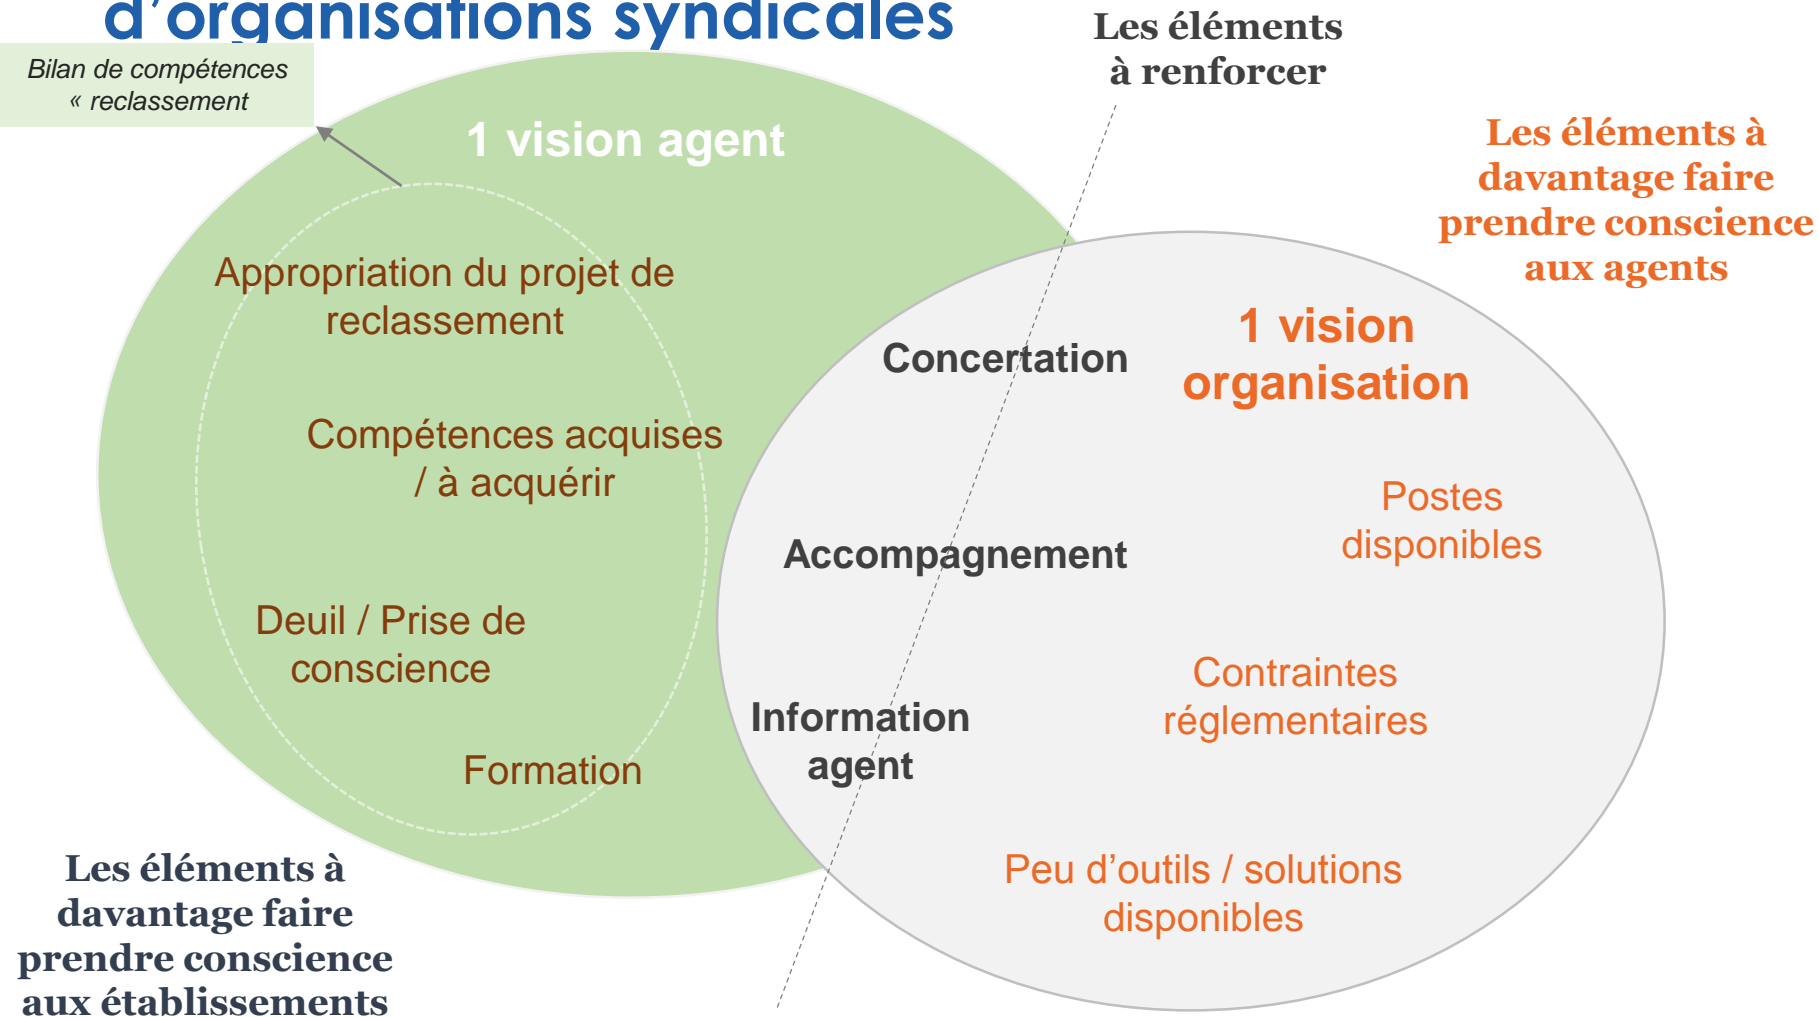 d’organisations syndicales
Bilan de compétences
« reclassement
Les éléments
à renforcer
1 vision agent
Les éléments à
davantage faire
prendre conscience
aux agents
Appropriation du projet de
reclassement
1 vision
organisation
Concertation
Compétences acquises
/ à acquérir
Postes
disponibles
Accompagnement
Deuil / Prise de
conscience
Contraintes
réglementaires
Information
agent
Formation
Peu d’outils / solutions
disponibles
Les éléments à
davantage faire
prendre conscience
aux établissements